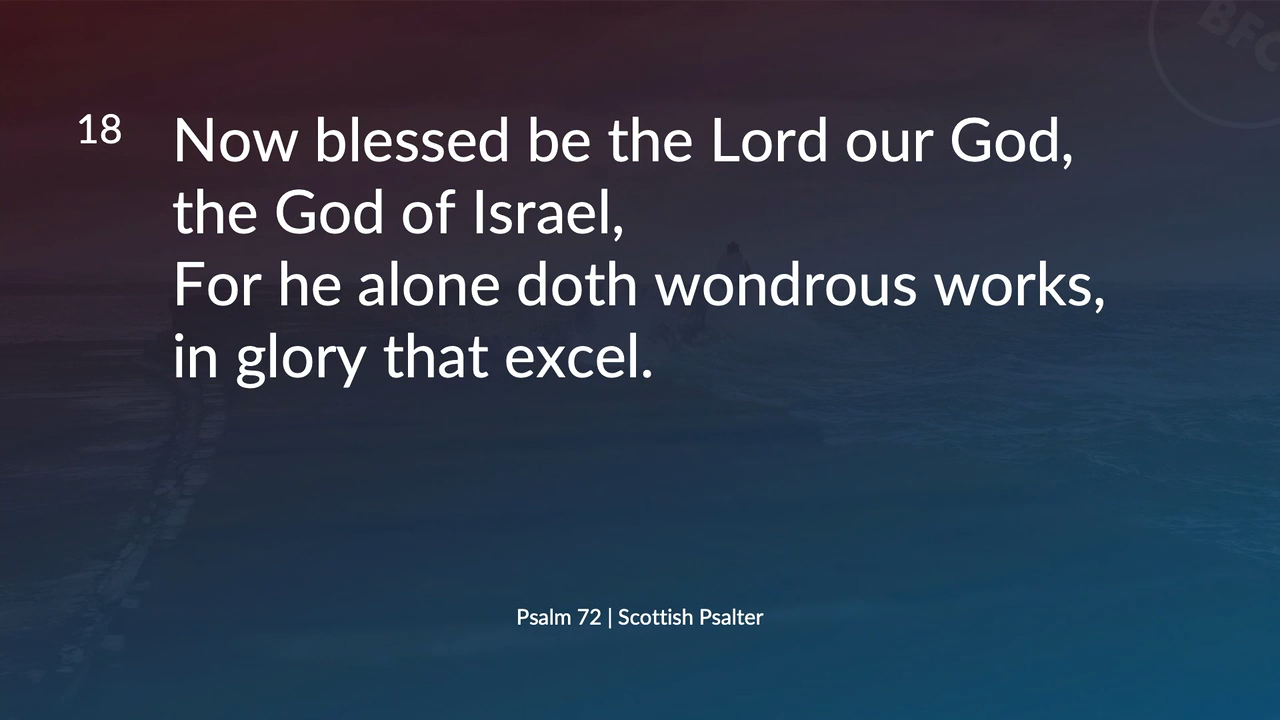 18 Now blessed be the Lord our God,
the God of Israel,
For he alone doth wondrous works,
in glory that excel.
Psalm 72 | Scottish Psalter